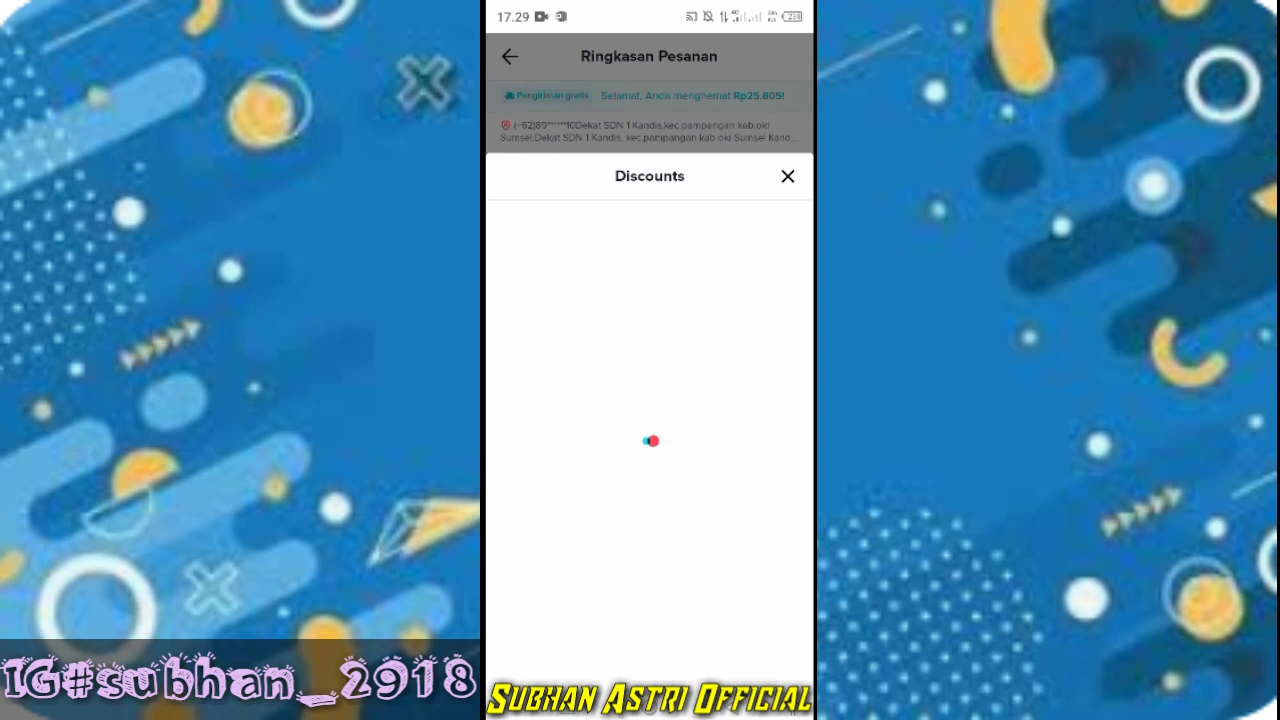 17.29
Ringkasan Pesanan
Pengiriman gratis Selamat, Anda menghemat Rp25.805!
Sumsel,Dekat SDN 1 Kandis, kec.pampangan kab.oki Sumsel Kand...
Discounts
IG#subhan_2918
SUBHAN ASTRI OFFICIAL